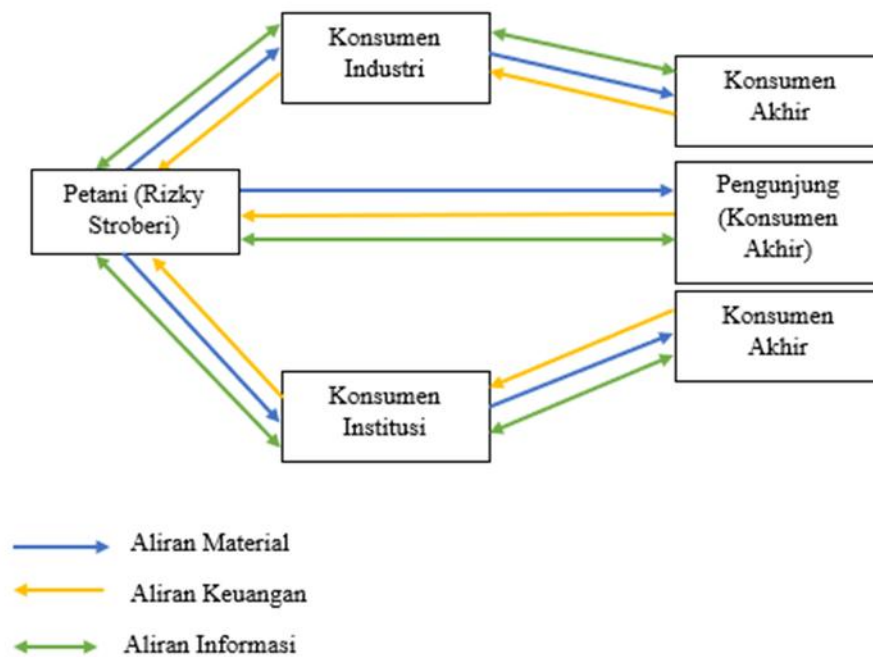 Konsumen
Industri
Konsumen
Akhir
Petani (Rizky
Stroberi)
Pengunjung
(Konsumen
Akhir)
Konsumen
Akhir
Konsumen
Institusi
Aliran Material
Aliran Keuangan
Aliran Informasi